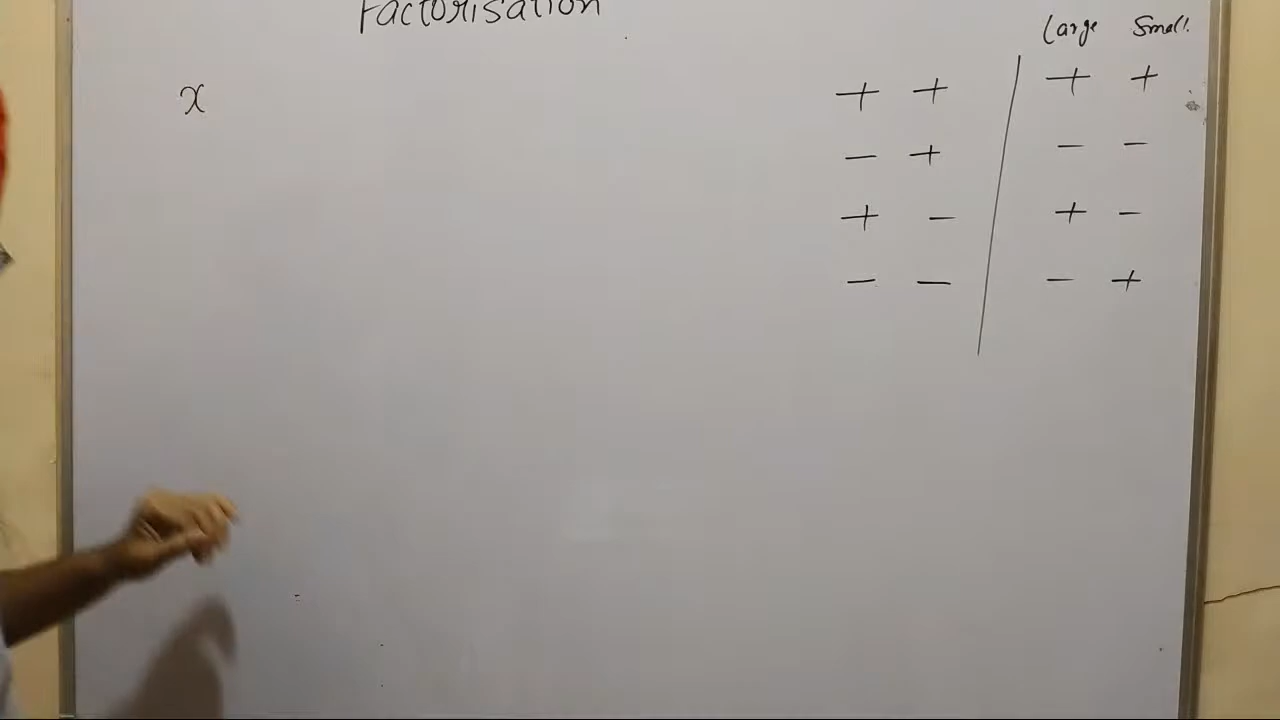 Factorisation
Large Small
x
+ + + +
- + - -
+ - + -
- - - +